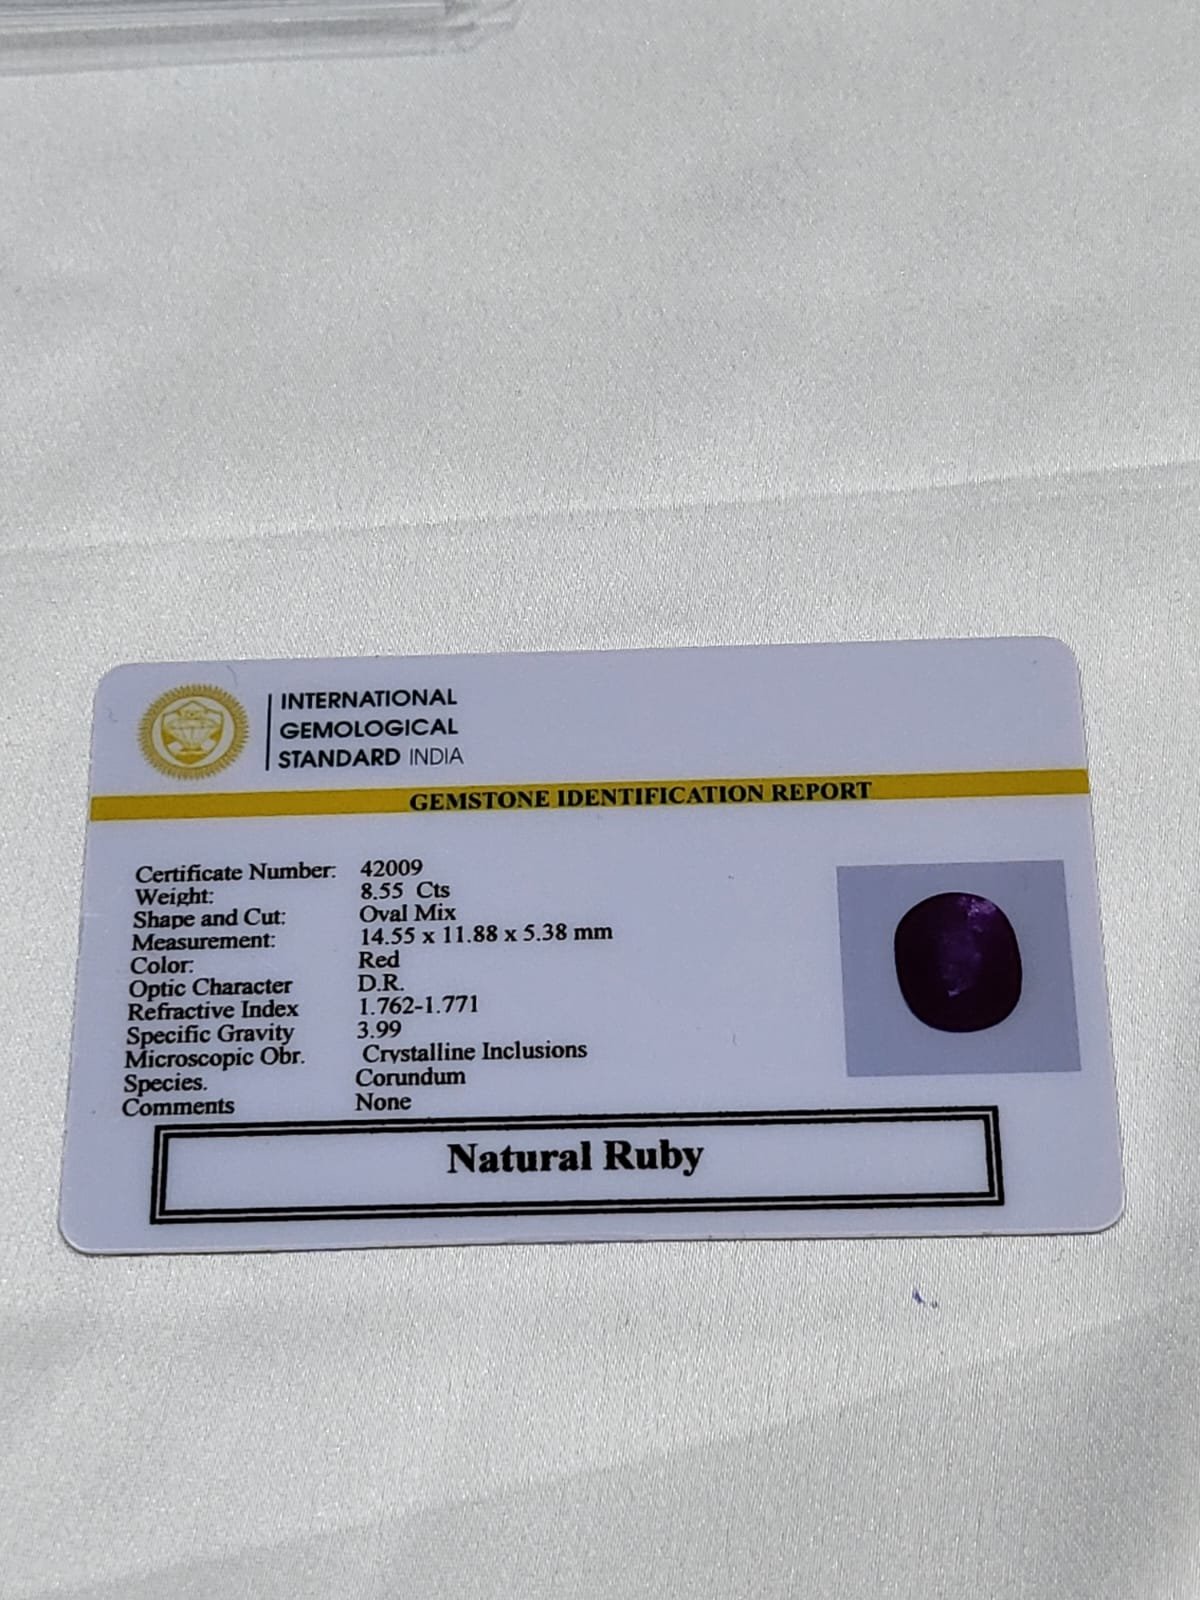 INTERNATIONAL
GEMOLOGICAL
STANDARD INDIA
GEMSTONE IDENTIFICATION REPORT
Certificate Number: 42009
Weight: 8.55 Cts
Shape and Cut: Oval Mix
Measurement: 14.55 x 11.88 x 5.38 mm
Color: Red
Optic Character D.R.
Refractive Index 1.762-1.771
Specific Gravity 3.99
Microscopic Obr. Crystalline Inclusions
Species. Corundum
Comments None
Natural Ruby